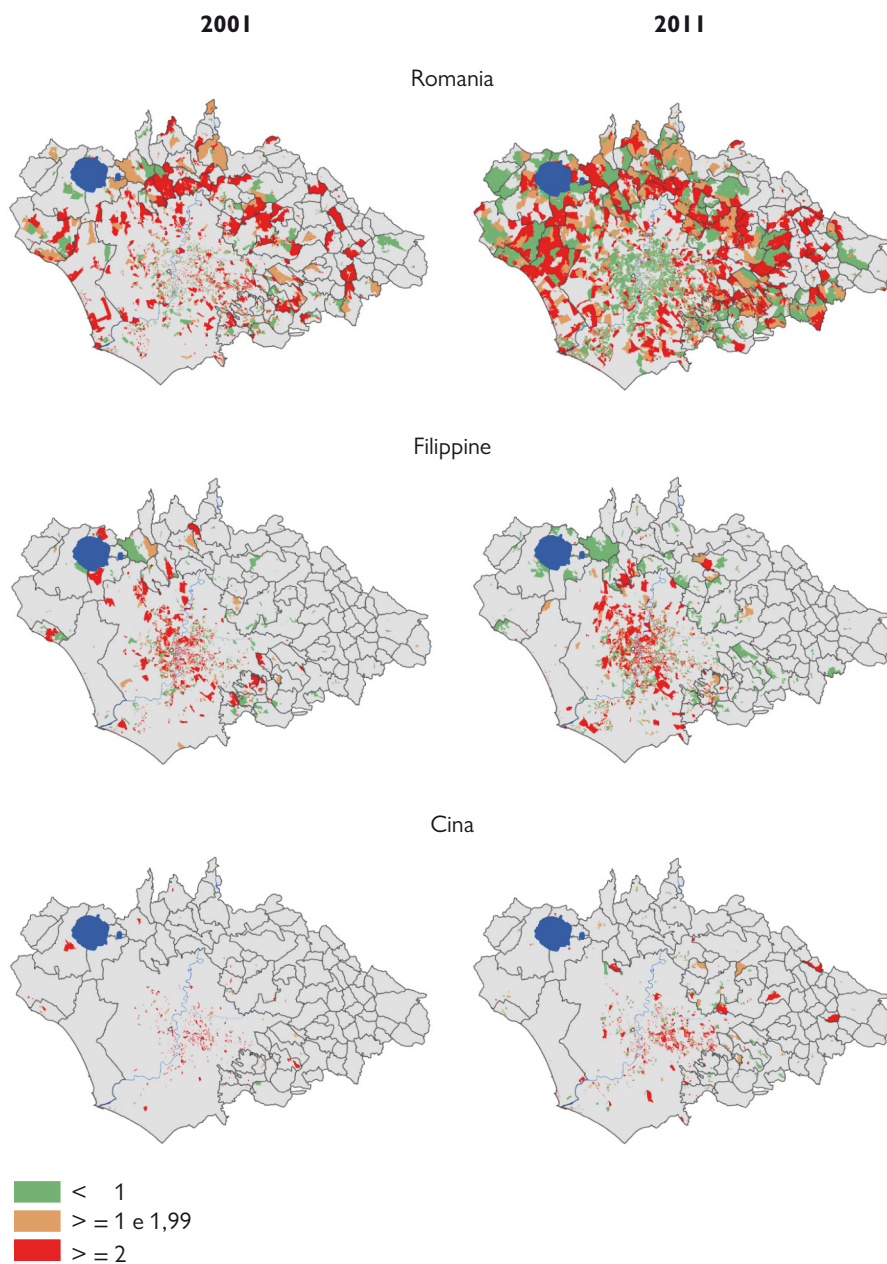 2001 2011
Romania
Filippine
Cina
< 1
> = 1 e 1,99
> = 2